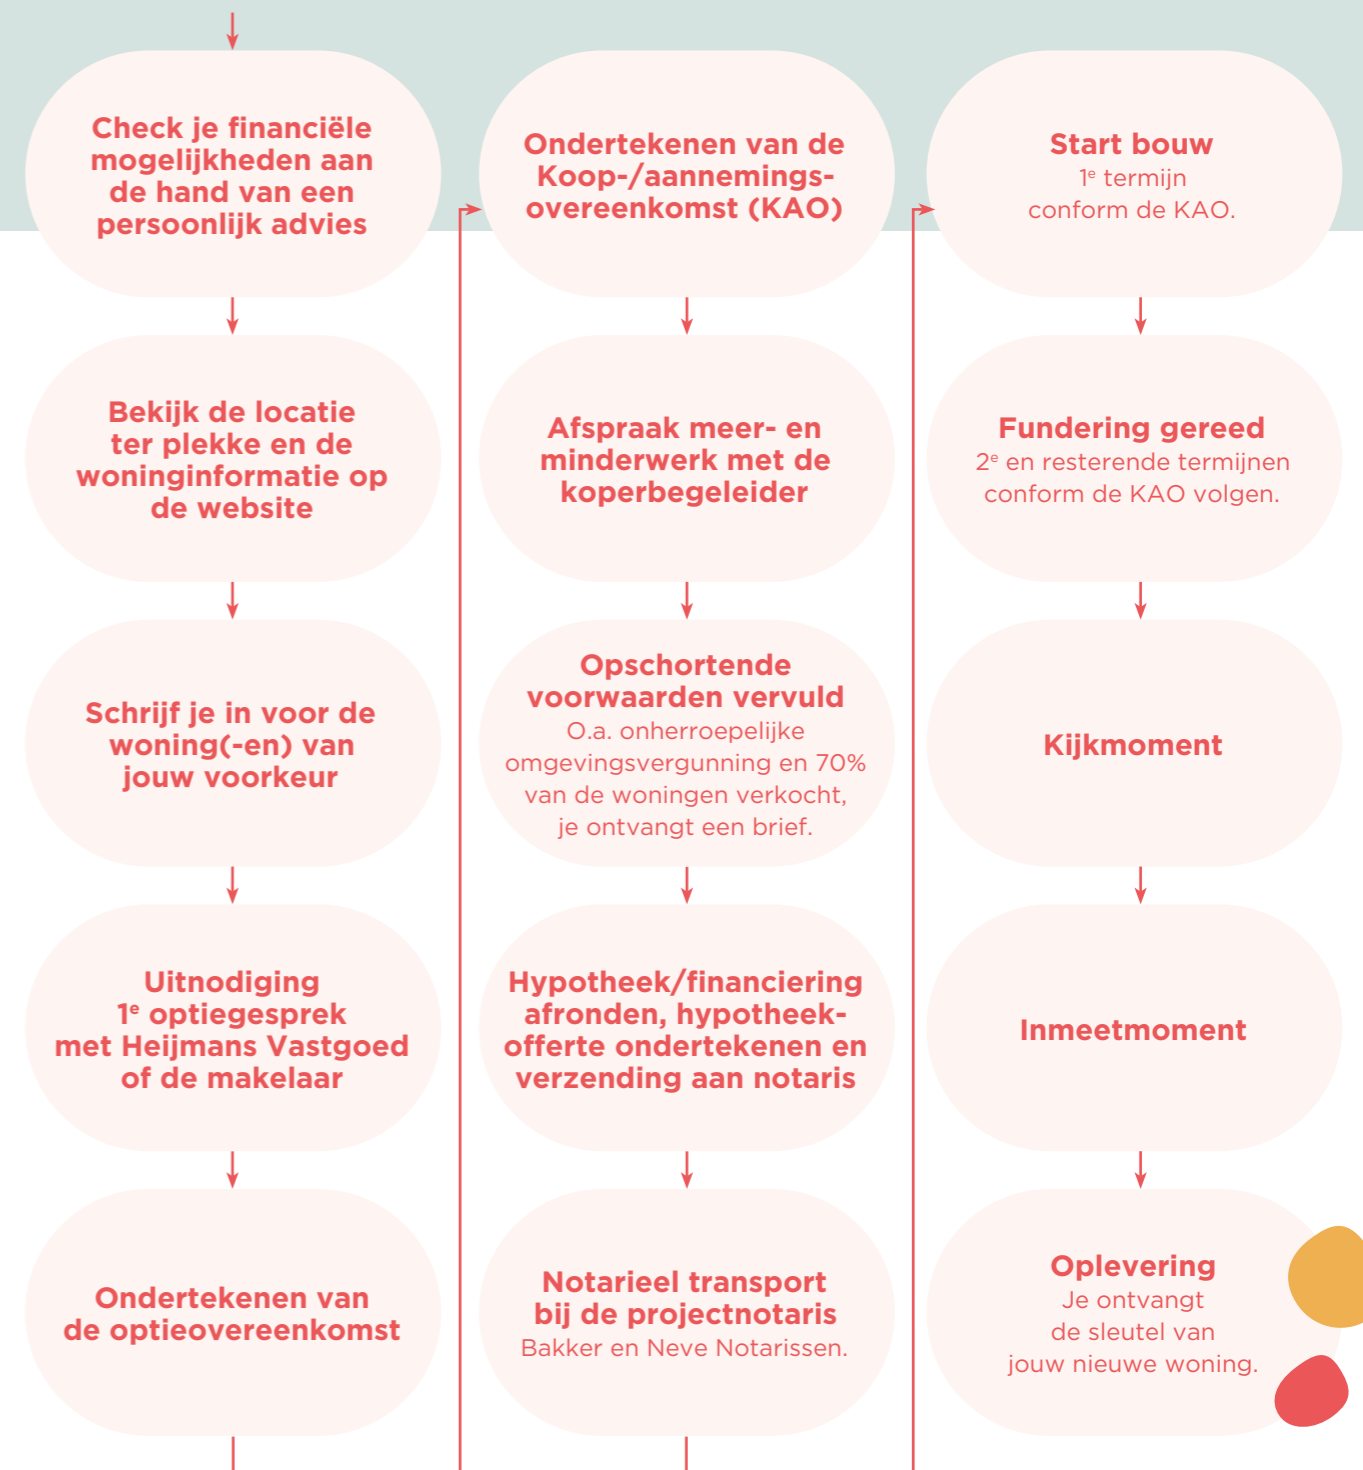 Check je financiële
mogelijkheden aan
de hand van een
persoonlijk advies
Bekijk de locatie
ter plekke en de
woninginformatie op
de website
Schrijf je in voor de
woning(-en) van
jouw voorkeur
Uitnodiging
1e optiegesprek
met Heijmans Vastgoed
of de makelaar
Ondertekenen van
de optieovereenkomst
Ondertekenen van de
Koop-/aannemings-
overeenkomst (KAO)
Afspraak meer- en
minderwerk met de
koperbegeleider
Opschortende
voorwaarden vervuld
O.a. onherroepelijke
omgevingsvergunning en 70%
van de woningen verkocht,
je ontvangt een brief.
Hypotheek/financiering
afronden, hypotheek-
offerte ondertekenen en
verzending aan notaris
Notarieel transport
bij de projectnotaris
Bakker en Neve Notarissen.
Start bouw
1e termijn
conform de KAO.
Fundering gereed
2e en resterende termijnen
conform de KAO volgen.
Kijkmoment
Inmeetmoment
Oplevering
Je ontvangt
de sleutel van
jouw nieuwe woning.